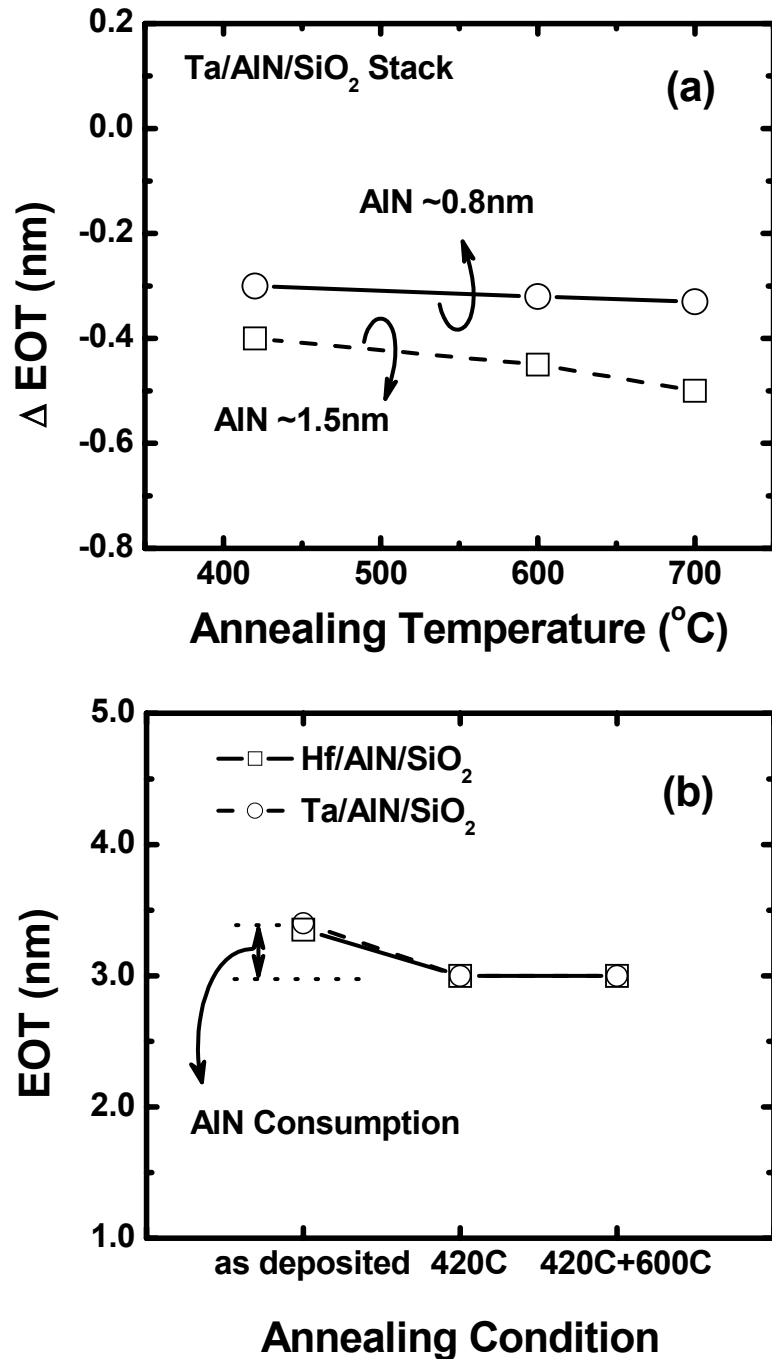 0.2
0.0
-0.2
-0.4
-0.6
-0.8
Δ EOT (nm)
Ta/AlN/SiO₂ Stack
(a)
AlN ~0.8nm
AlN ~1.5nm
400 500 600 700
Annealing Temperature (°C)
5.0
4.0
3.0
2.0
1.0
EOT (nm)
Hf/AlN/SiO₂
Ta/AlN/SiO₂
(b)
AlN Consumption
as deposited 420C 420C+600C
Annealing Condition